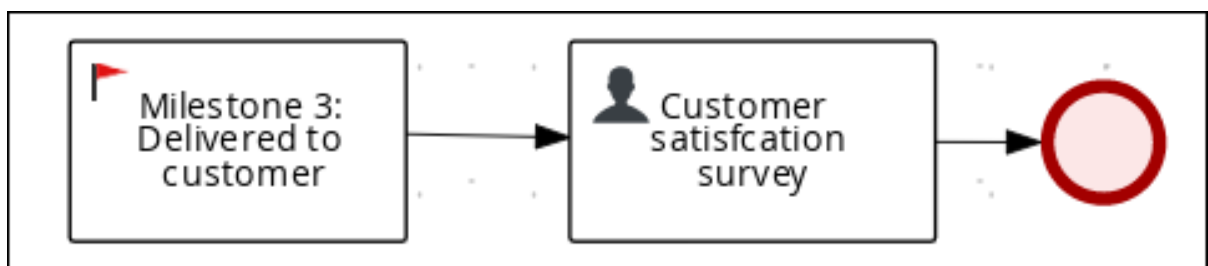 Milestone 3:
Delivered to
customer
Customer
satisfcation
survey